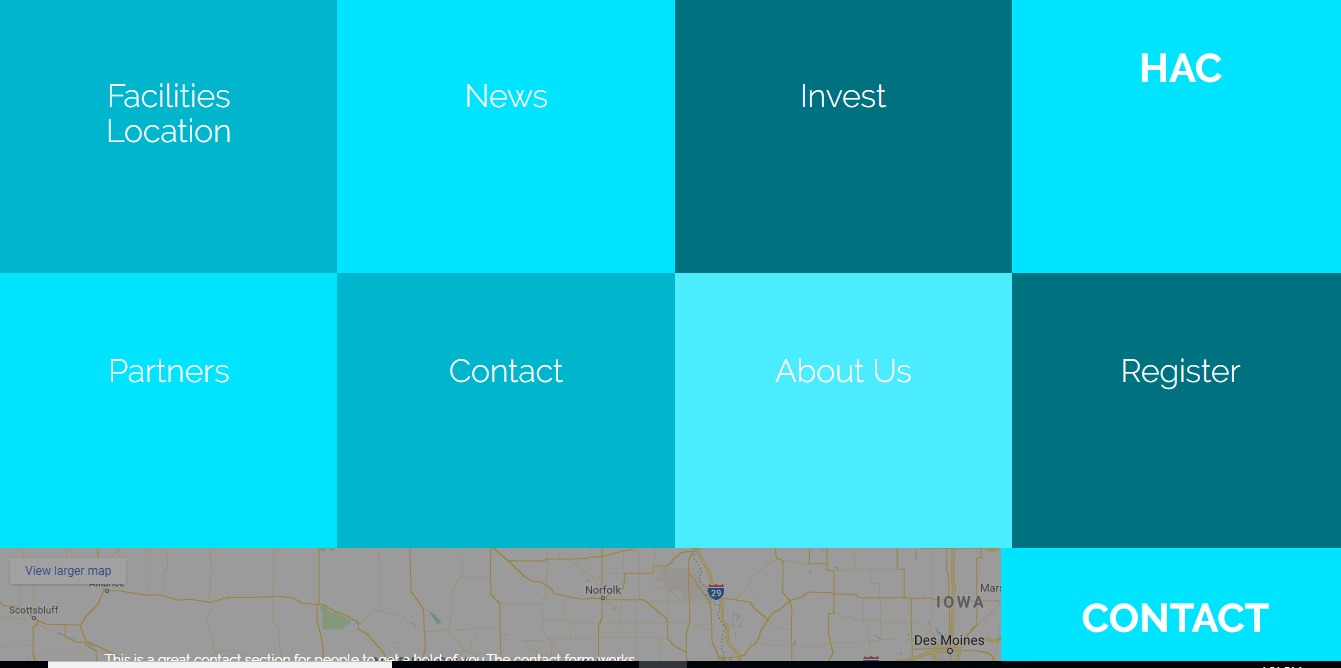 Facilities
Location
News
Invest
HAC
Partners
Contact
About Us
Register
View larger map
Alliance
Scottsbluff
Norfolk
29
IOWA
Mars
Des Moines
CONTACT
This is a great contact section for people to get a hold of you.The contact form works